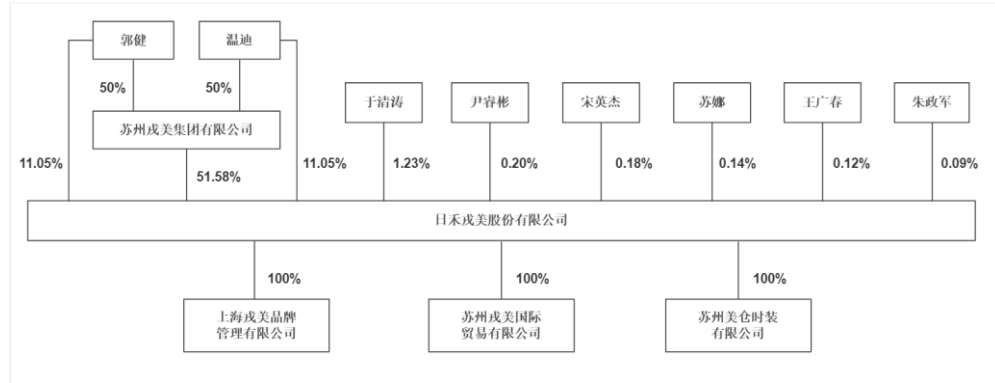 郭健
温迪
50%
50%
于清涛
尹睿彬
宋英杰
苏娜
王广春
朱政军
苏州戎美集团有限公司
11.05%
51.58%
11.05%
1.23%
0.20%
0.18%
0.14%
0.12%
0.09%
日禾戎美股份有限公司
100%
100%
100%
上海戎美品牌
管理有限公司
苏州戎美国际
贸易有限公司
苏州美仓时装
有限公司